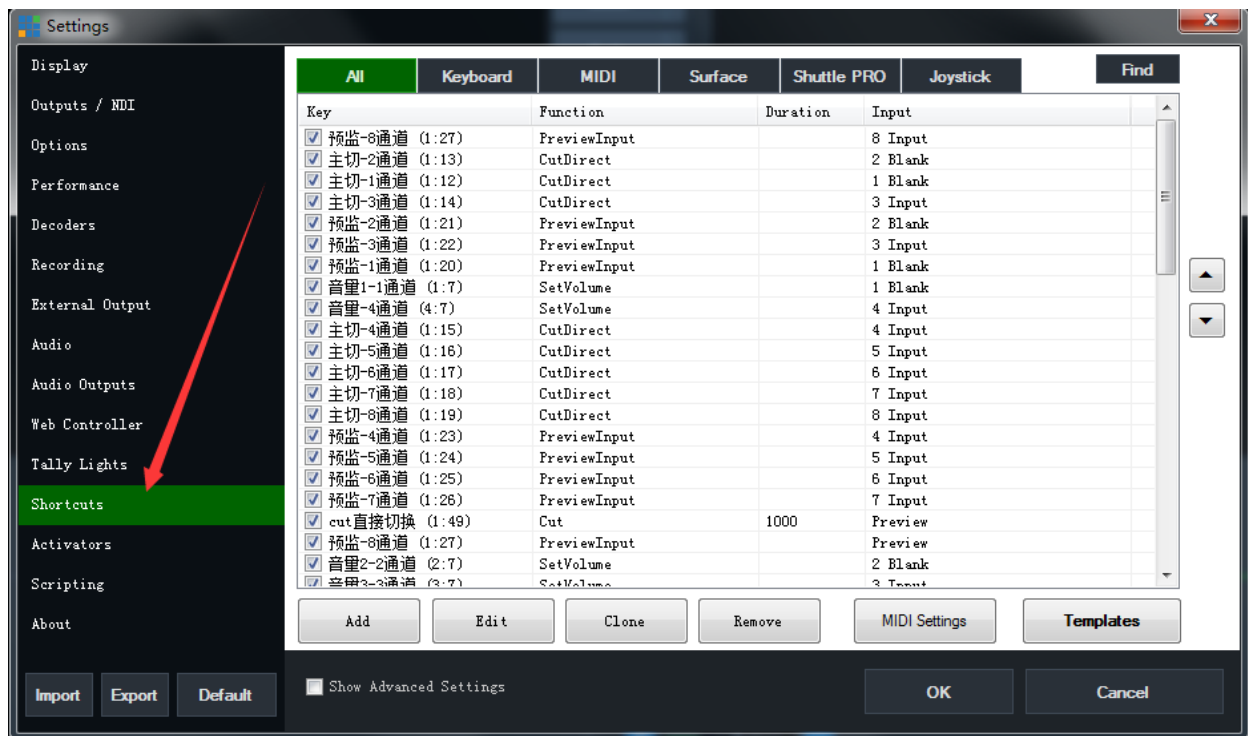 Settings
Display
Outputs / NDI
Options
Performance
Decoders
Recording
External Output
Audio
Audio Outputs
Web Controller
Tally Lights
Shortcuts
Activators
Scripting
About
Import Export Default
All Keyboard MIDI Surface Shuttle PRO Joystick Find
Key Function Duration Input
预监-8通道 (1:27) PreviewInput 8 Input
主切-2通道 (1:13) CutDirect 2 Blank
主切-1通道 (1:12) CutDirect 1 Blank
主切-3通道 (1:14) CutDirect 3 Input
预监-2通道 (1:21) PreviewInput 2 Blank
预监-3通道 (1:22) PreviewInput 3 Input
预监-1通道 (1:20) PreviewInput 1 Blank
音量1-1通道 (1:7) SetVolume 1 Blank
音量-4通道 (4:7) SetVolume 4 Input
主切-4通道 (1:15) CutDirect 4 Input
主切-5通道 (1:16) CutDirect 5 Input
主切-6通道 (1:17) CutDirect 6 Input
主切-7通道 (1:18) CutDirect 7 Input
主切-8通道 (1:19) CutDirect 8 Input
预监-4通道 (1:23) PreviewInput 4 Input
预监-5通道 (1:24) PreviewInput 5 Input
预监-6通道 (1:25) PreviewInput 6 Input
预监-7通道 (1:26) PreviewInput 7 Input
cut直接切换 (1:49) Cut 1000 Preview
预监-8通道 (1:27) PreviewInput Preview
音量2-2通道 (2:7) SetVolume 2 Blank
音量3-3通道 (3:7) SetVolume 3 Input
Add Edit Clone Remove MIDI Settings Templates
Show Advanced Settings
OK Cancel